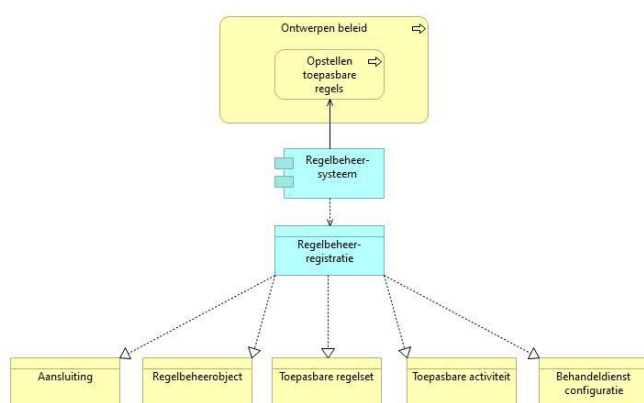 Ontwerpen beleid
Opstellen
toepasbare
regels
Regelbeheer-
systeem
Regelbeheer-
registratie
Aansluiting
Regelbeheerobject
Toepasbare regelset
Toepasbare activiteit
Behandeldienst
configuratie